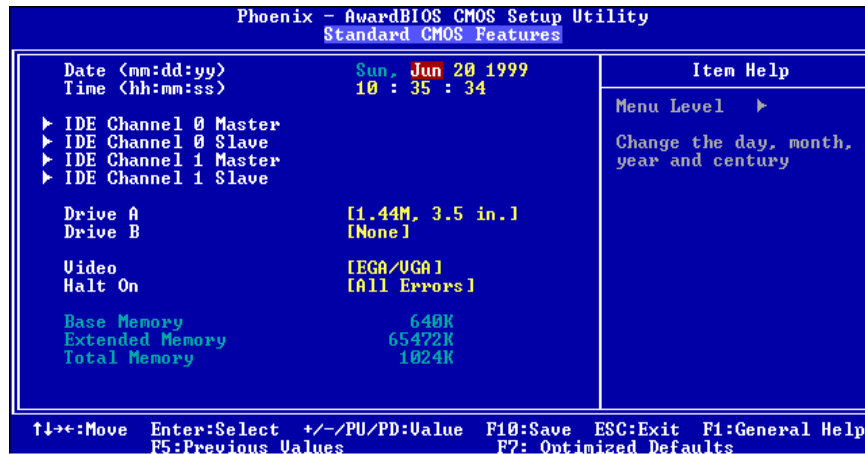 Phoenix - AwardBIOS CMOS Setup Utility
Standard CMOS Features
Date (mm:dd:yy) Sun, Jun 20 1999
Time (hh:mm:ss) 10 : 35 : 34
IDE Channel 0 Master
IDE Channel 0 Slave
IDE Channel 1 Master
IDE Channel 1 Slave
Drive A [1.44M, 3.5 in.]
Drive B [None]
Video [EGA/VGA]
Halt On [All Errors]
Base Memory 640K
Extended Memory 65472K
Total Memory 1024K
Item Help
Menu Level
Change the day, month,
year and century
↑↓→←:Move Enter:Select +/-/PU/PD:Value F10:Save ESC:Exit F1:General Help
F5:Previous Values F7: Optimized Defaults